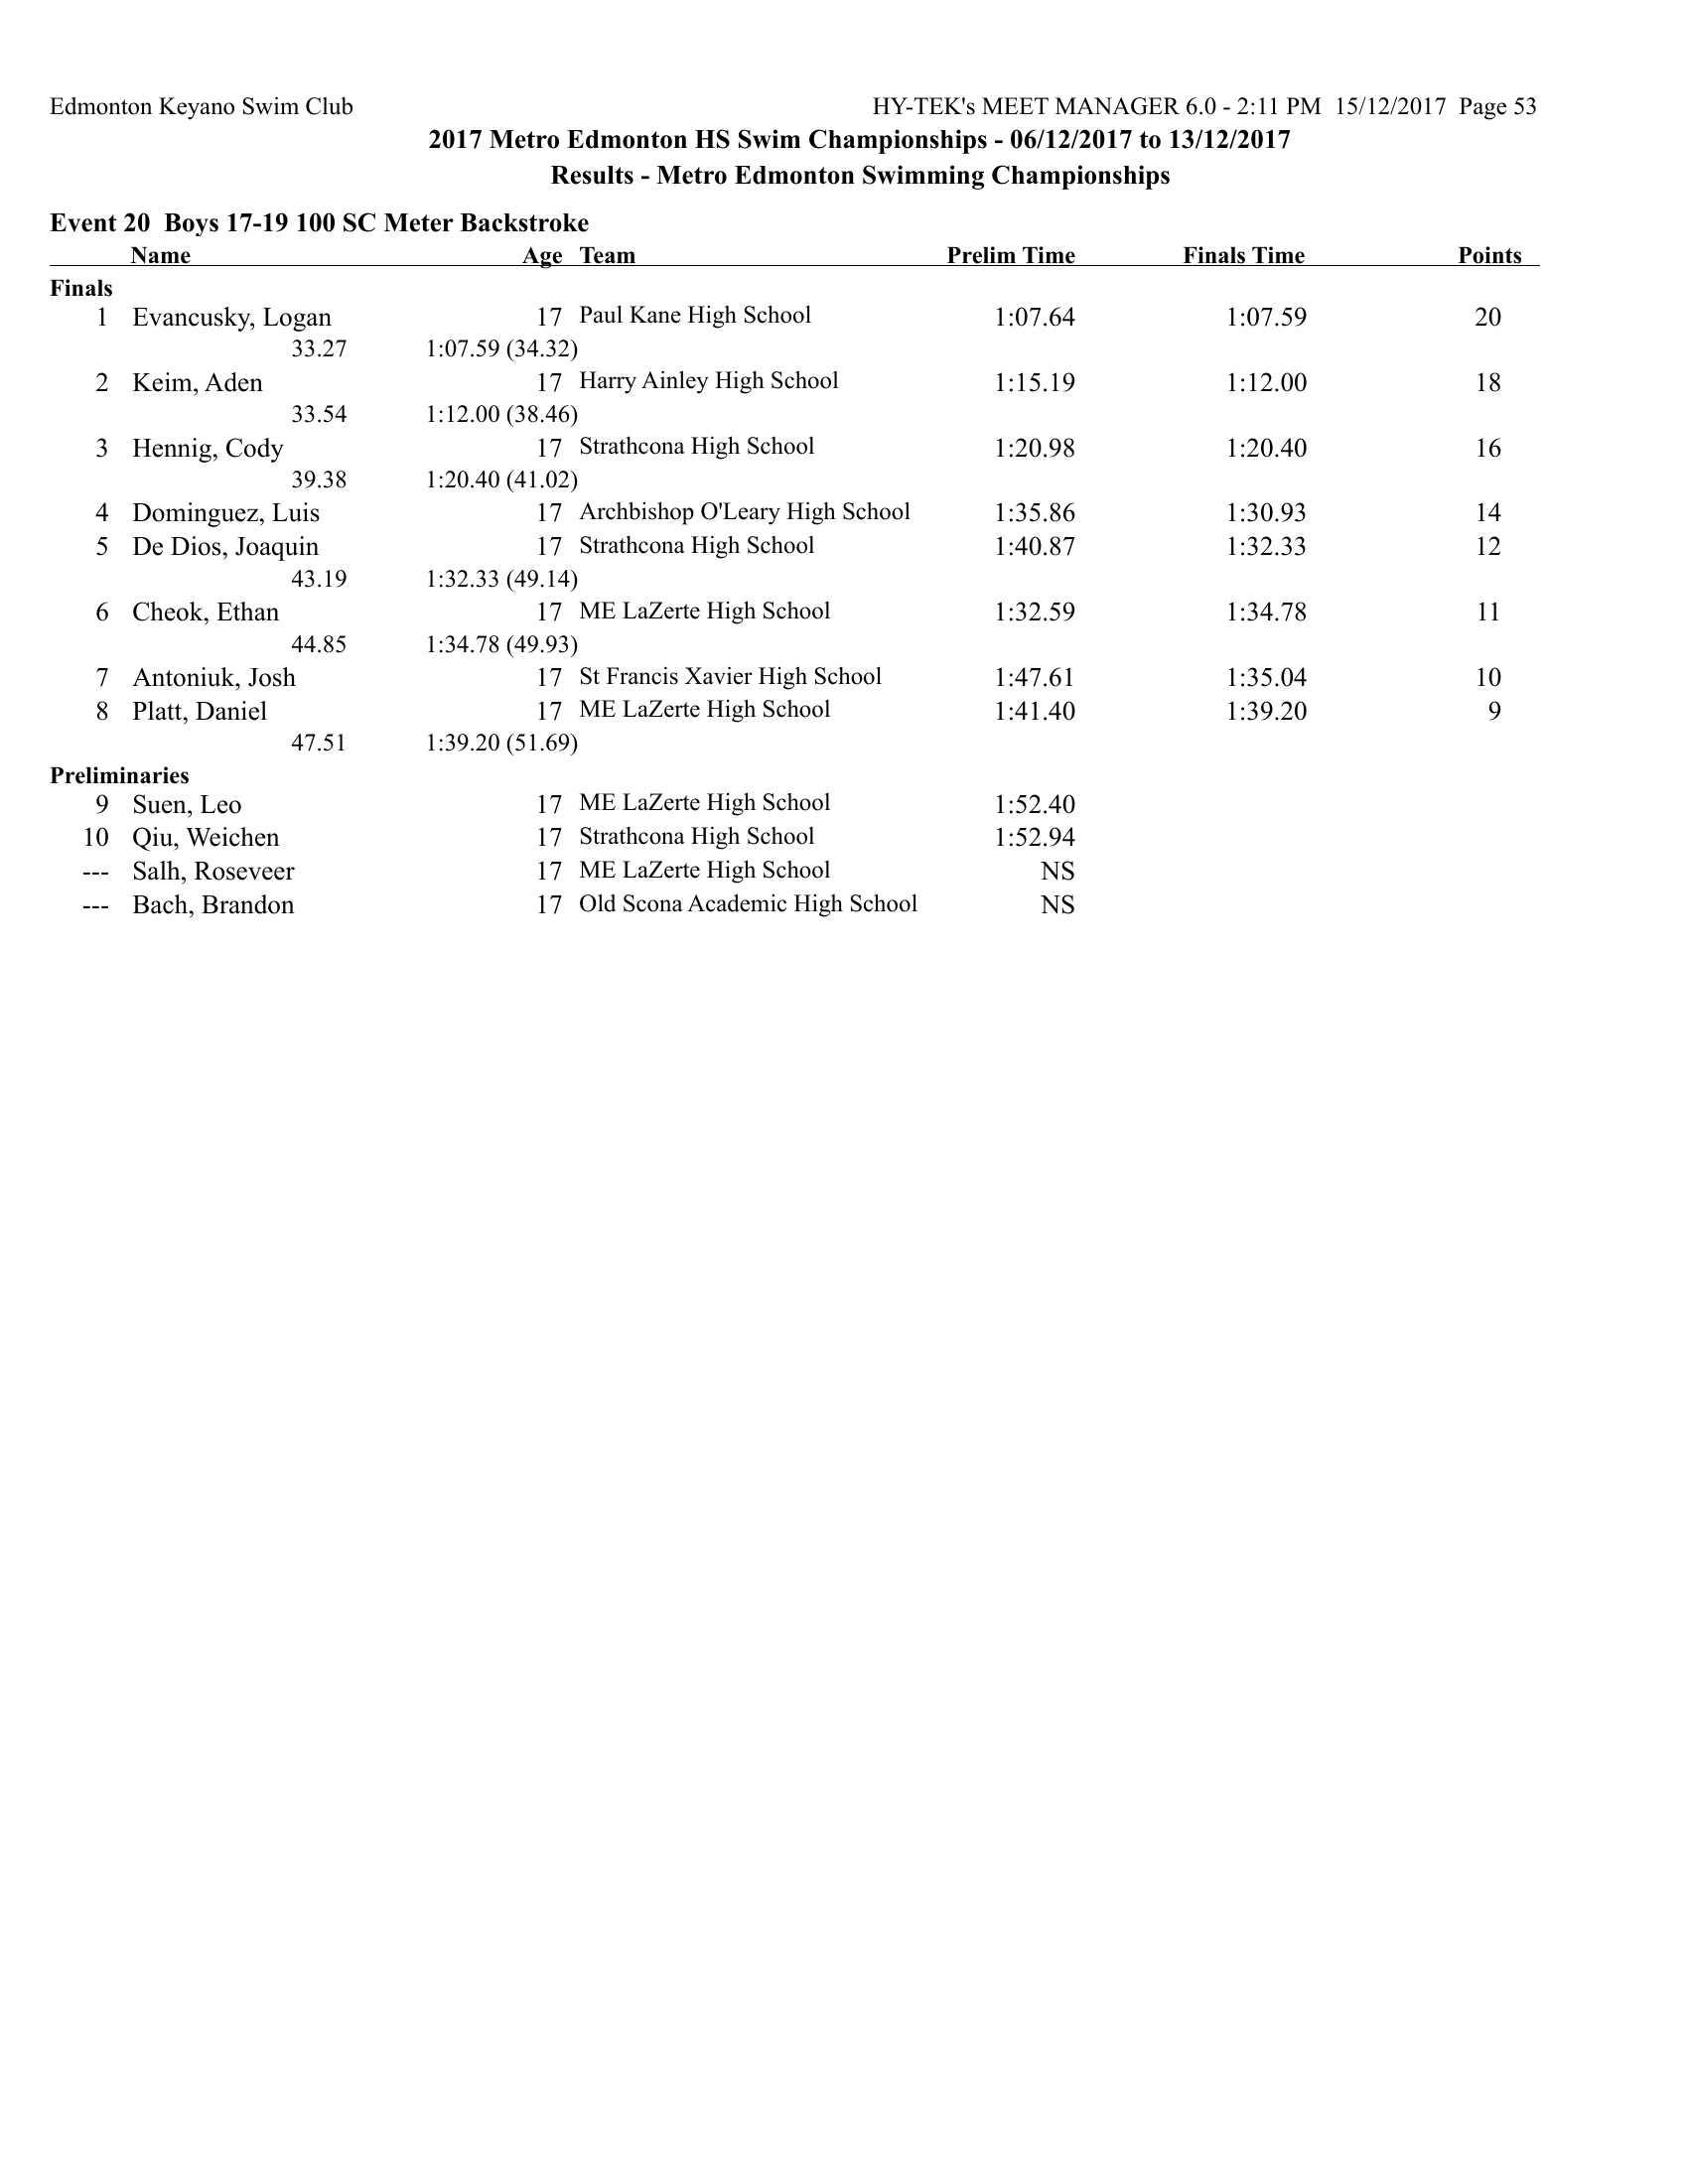 Edmonton Keyano Swim Club HY-TEK's MEET MANAGER 6.0 - 2:11 PM 15/12/2017 Page 53
2017 Metro Edmonton HS Swim Championships - 06/12/2017 to 13/12/2017
Results - Metro Edmonton Swimming Championships
Event 20 Boys 17-19 100 SC Meter Backstroke
Name Age Team Prelim Time Finals Time Points
Finals
1 Evancusky, Logan 17 Paul Kane High School 1:07.64 1:07.59 20
33.27 1:07.59 (34.32)
2 Keim, Aden 17 Harry Ainley High School 1:15.19 1:12.00 18
33.54 1:12.00 (38.46)
3 Hennig, Cody 17 Strathcona High School 1:20.98 1:20.40 16
39.38 1:20.40 (41.02)
4 Dominguez, Luis 17 Archbishop O'Leary High School 1:35.86 1:30.93 14
5 De Dios, Joaquin 17 Strathcona High School 1:40.87 1:32.33 12
43.19 1:32.33 (49.14)
6 Cheok, Ethan 17 ME LaZerte High School 1:32.59 1:34.78 11
44.85 1:34.78 (49.93)
7 Antoniuk, Josh 17 St Francis Xavier High School 1:47.61 1:35.04 10
8 Platt, Daniel 17 ME LaZerte High School 1:41.40 1:39.20 9
47.51 1:39.20 (51.69)
Preliminaries
9 Suen, Leo 17 ME LaZerte High School 1:52.40
10 Qiu, Weichen 17 Strathcona High School 1:52.94
--- Salh, Roseveer 17 ME LaZerte High School NS
--- Bach, Brandon 17 Old Scona Academic High School NS